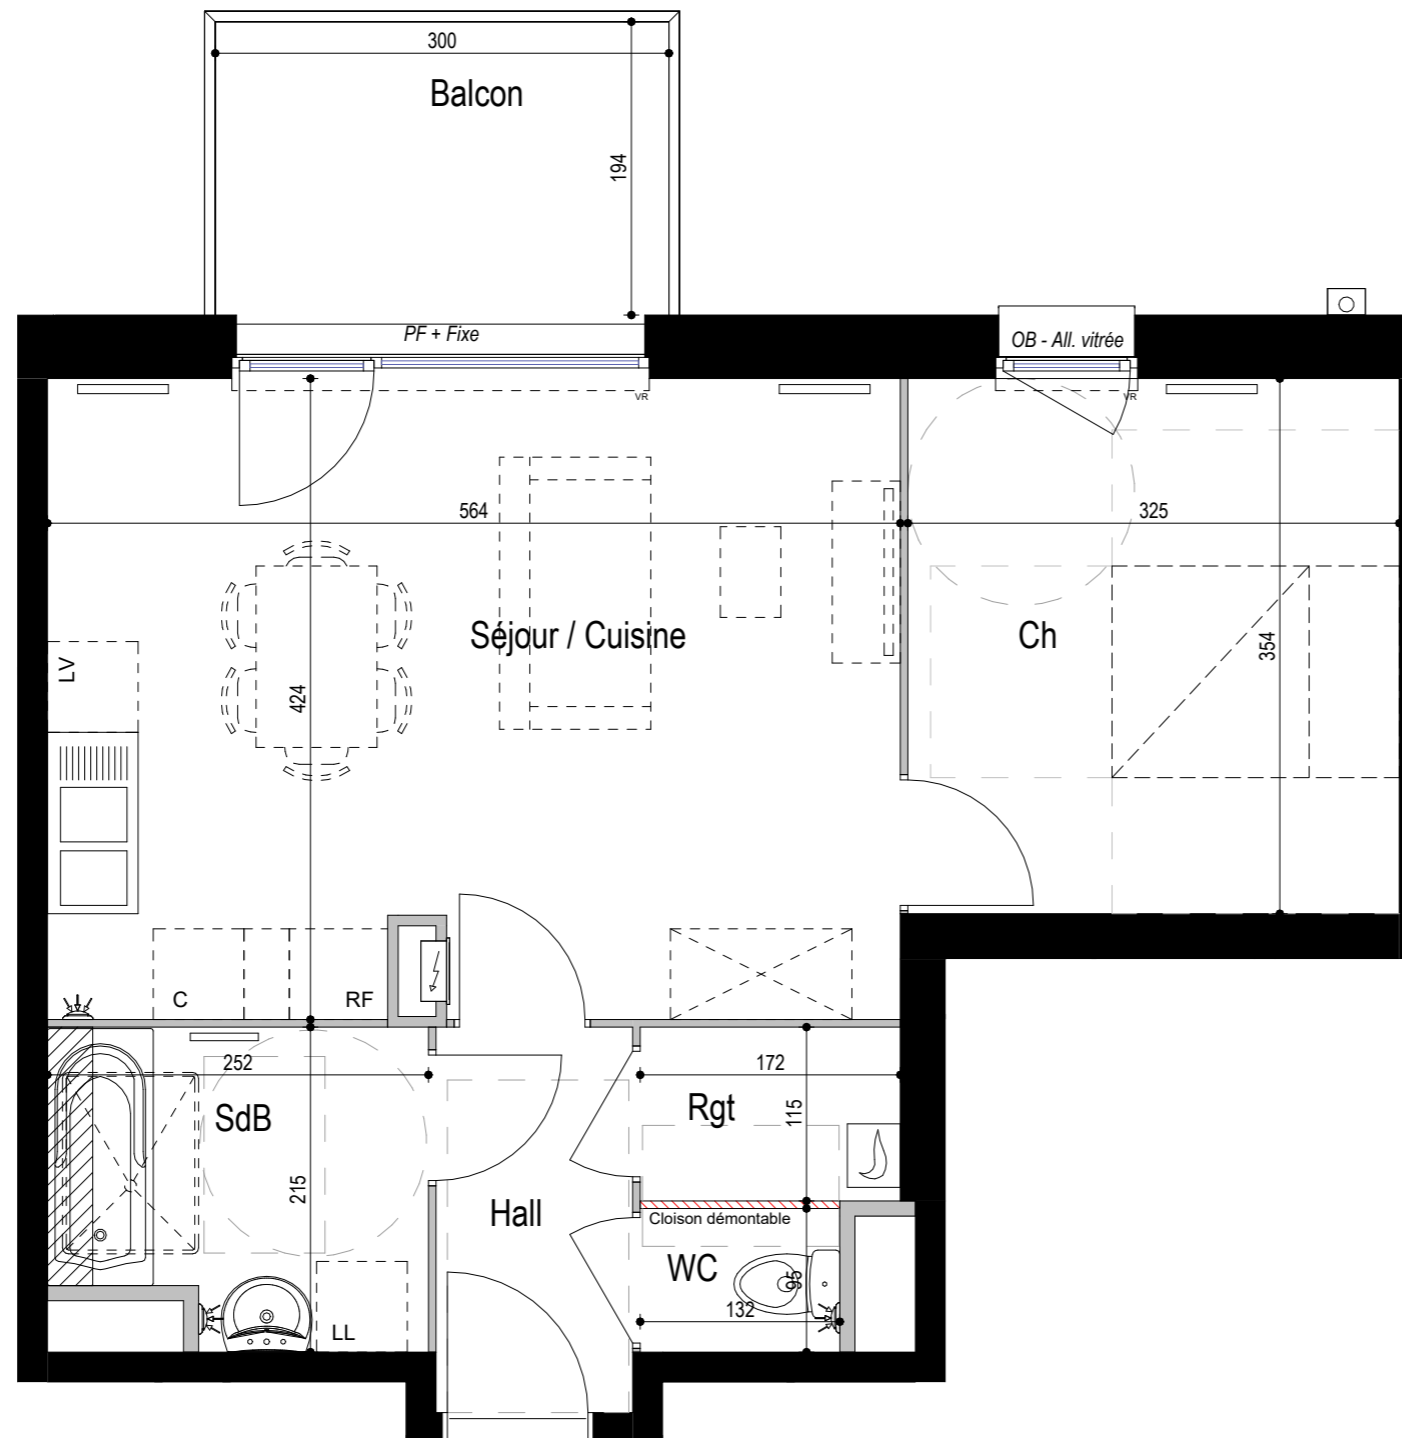 300
Balcon
194
PF + Fixe
OB - All. vitrée
VR
VR
564
325
Séjour / Cuisine
Ch
354
LV
424
C
RF
252
172
SdB
Rgt
115
215
Hall
Cloison démontable
WC
95
132
LL